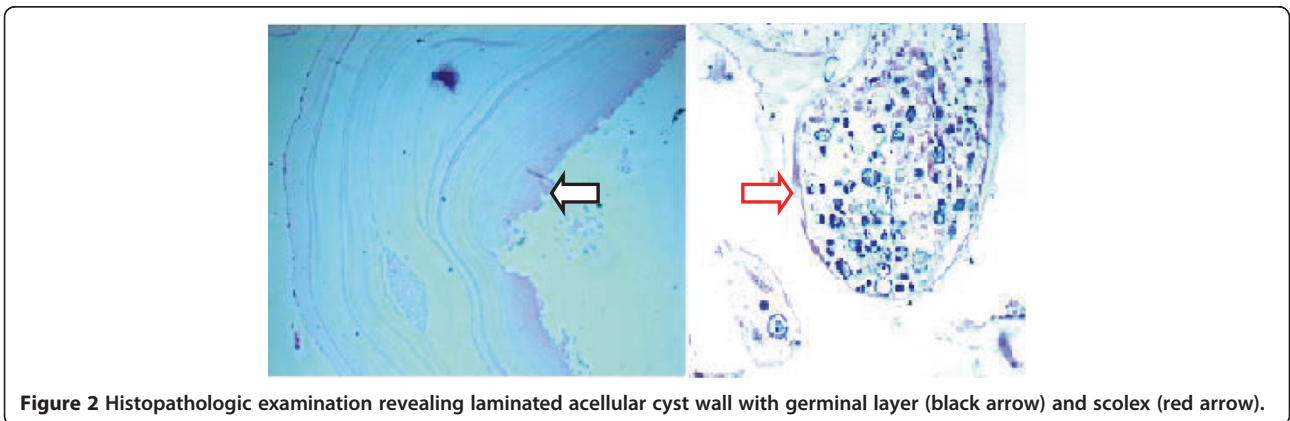 Figure 2 Histopathologic examination revealing laminated acellular cyst wall with germinal layer (black arrow) and scolex (red arrow).